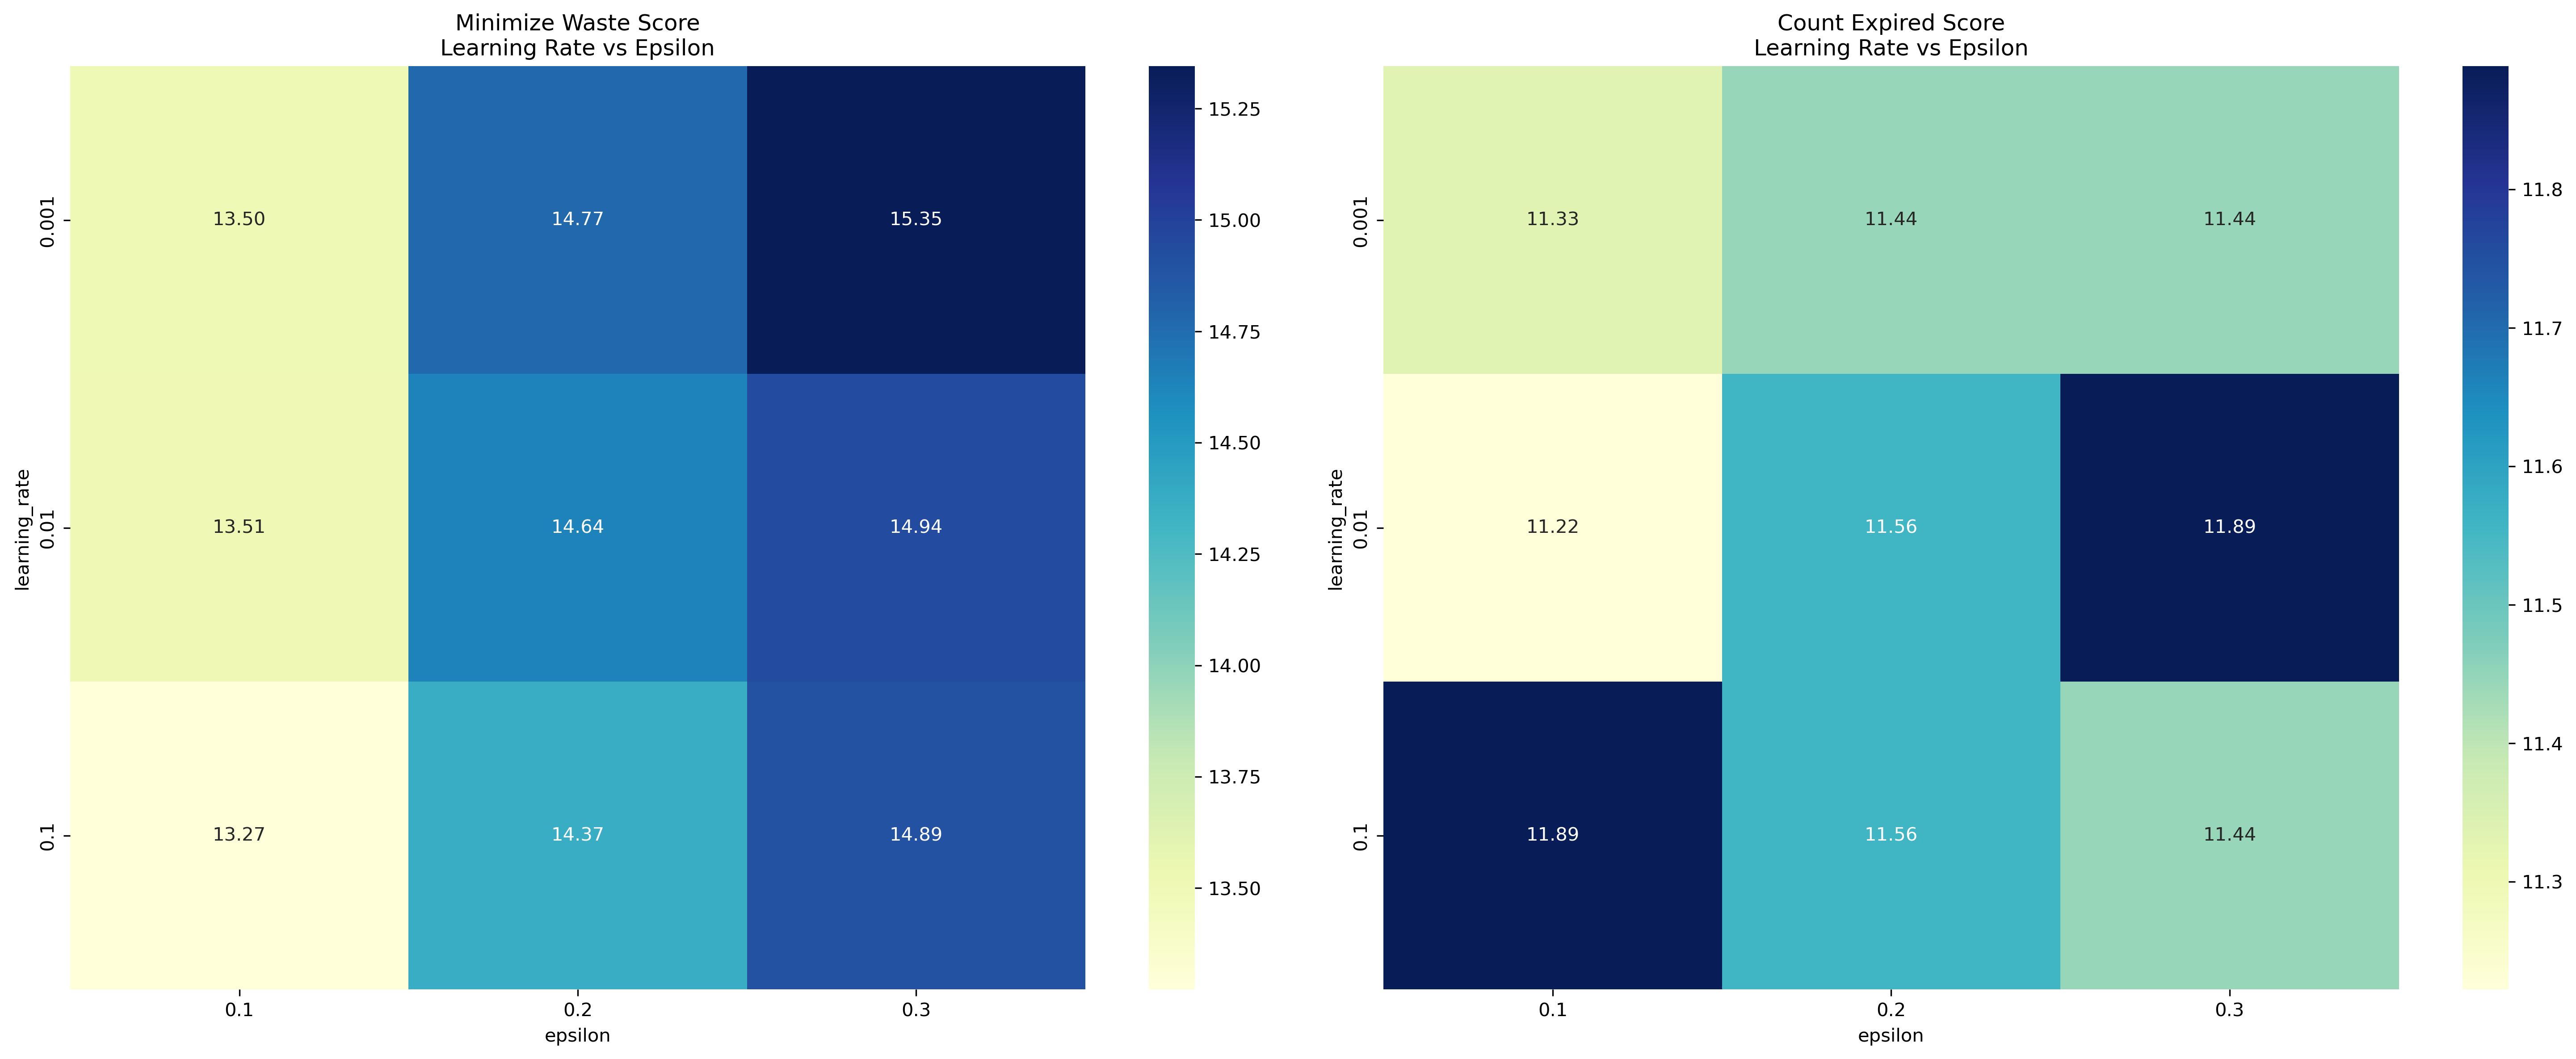 Minimize Waste Score
Learning Rate vs Epsilon
learning_rate
0.001
0.01
0.1
13.50 14.77 15.35
13.51 14.64 14.94
13.27 14.37 14.89
0.1 0.2 0.3
epsilon
15.25
15.00
14.75
14.50
14.25
14.00
13.75
13.50
Count Expired Score
Learning Rate vs Epsilon
learning_rate
0.001
0.01
0.1
11.33 11.44 11.44
11.22 11.56 11.89
11.89 11.56 11.44
0.1 0.2 0.3
epsilon
11.8
11.7
11.6
11.5
11.4
11.3